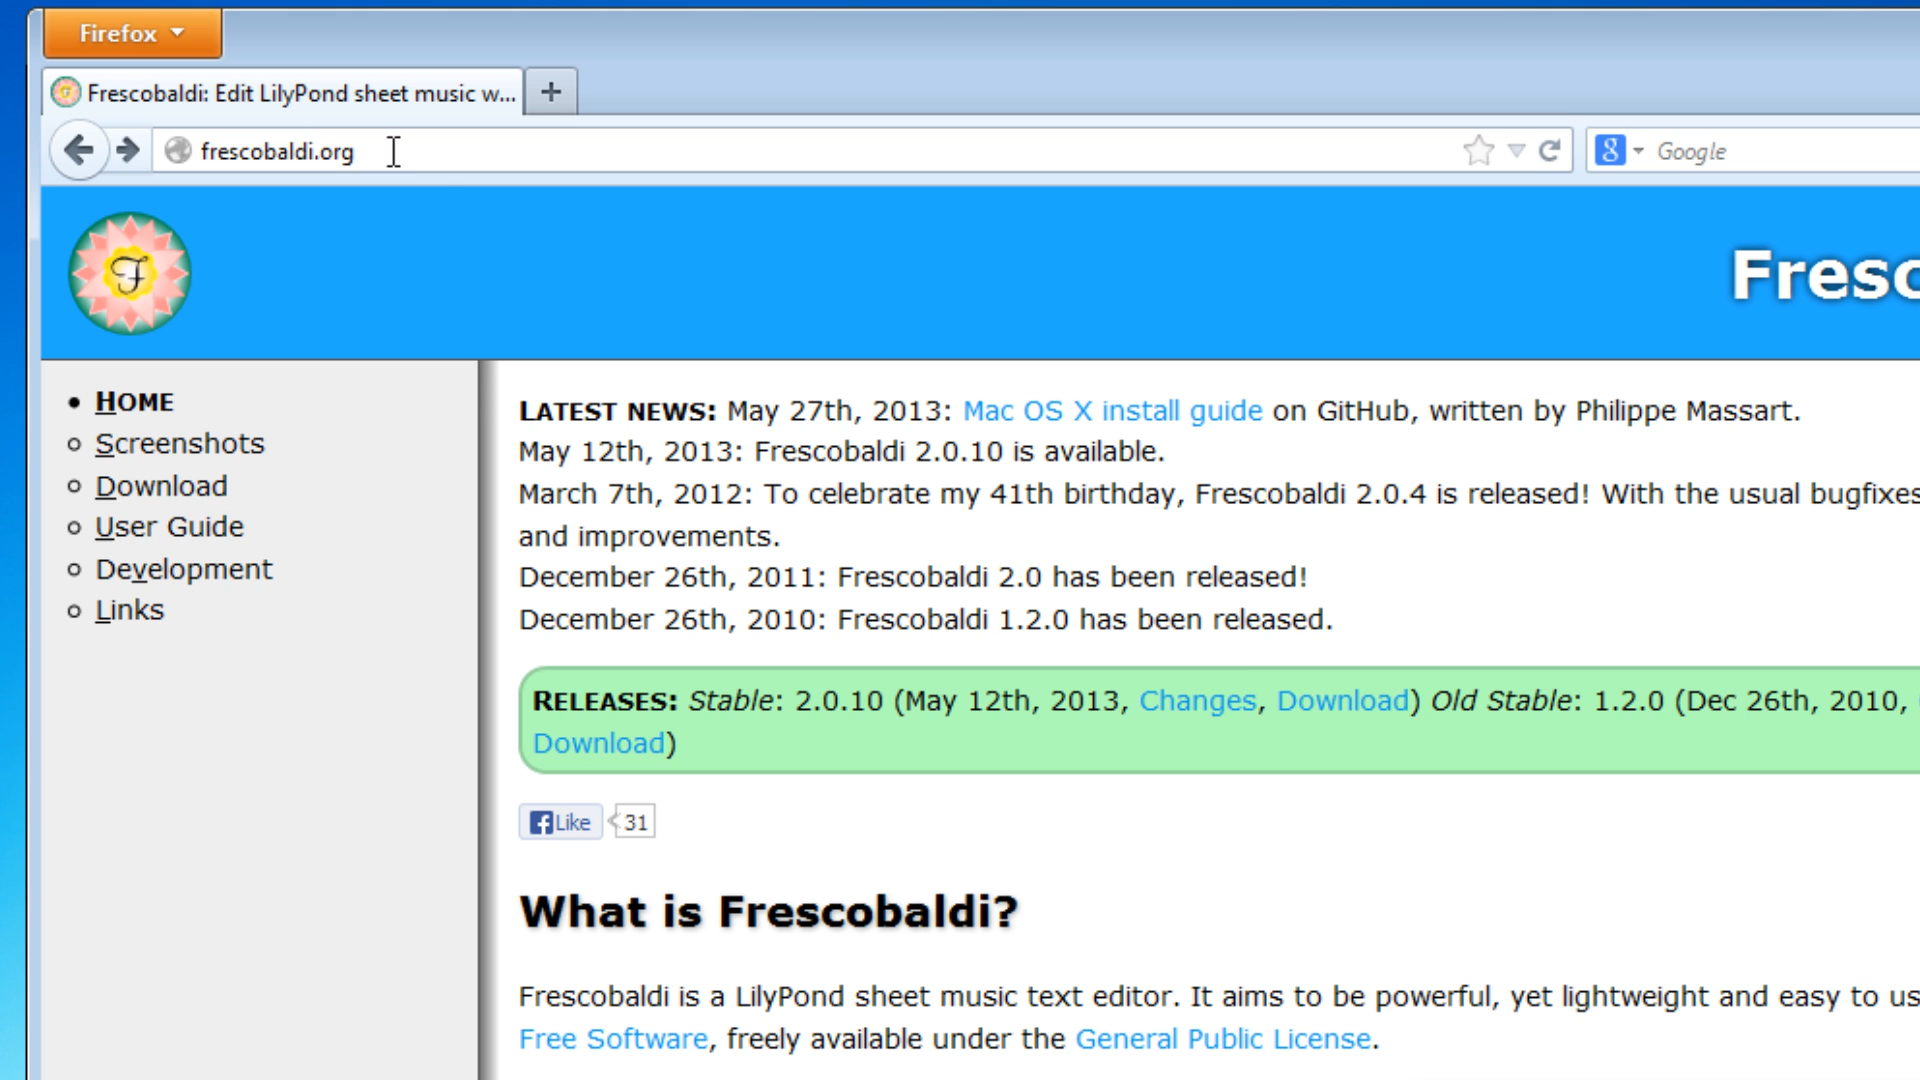 Firefox
Frescobaldi: Edit LilyPond sheet music w...
frescobaldi.org
Google
Fresc
HOME
Screenshots
Download
User Guide
Development
Links
LATEST NEWS: May 27th, 2013: Mac OS X install guide on GitHub, written by Philippe Massart.
May 12th, 2013: Frescobaldi 2.0.10 is available.
March 7th, 2012: To celebrate my 41th birthday, Frescobaldi 2.0.4 is released! With the usual bugfixes
and improvements.
December 26th, 2011: Frescobaldi 2.0 has been released!
December 26th, 2010: Frescobaldi 1.2.0 has been released.
RELEASES: Stable: 2.0.10 (May 12th, 2013, Changes, Download) Old Stable: 1.2.0 (Dec 26th, 2010,
Download)
Like 31
What is Frescobaldi?
Frescobaldi is a LilyPond sheet music text editor. It aims to be powerful, yet lightweight and easy to us
Free Software, freely available under the General Public License.